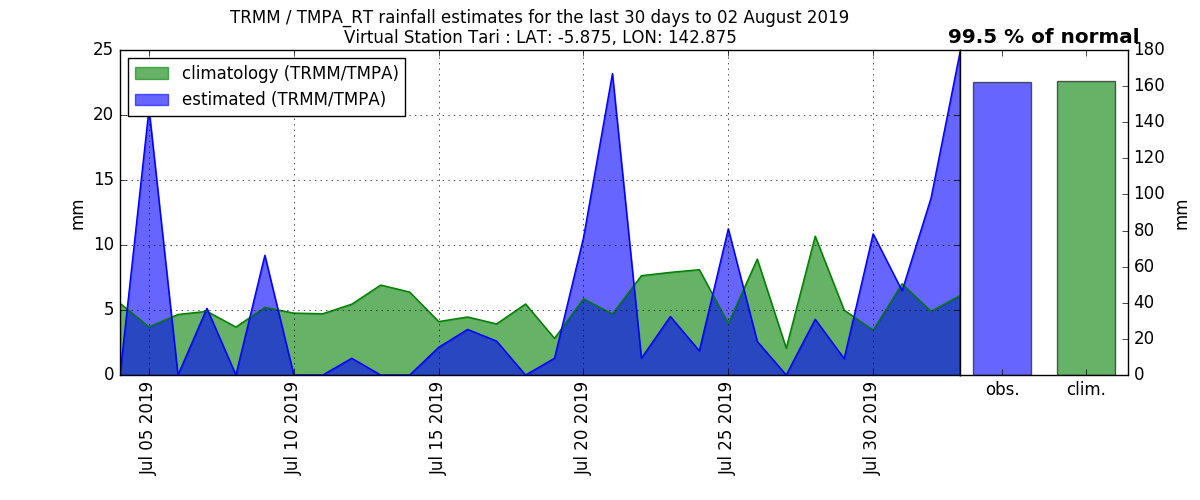 TRMM / TMPA_RT rainfall estimates for the last 30 days to 02 August 2019
Virtual Station Tari : LAT: -5.875, LON: 142.875
99.5 % of normal
climatology (TRMM/TMPA)
estimated (TRMM/TMPA)
25
20
15
10
5
0
mm
Jul 05 2019
Jul 10 2019
Jul 15 2019
Jul 20 2019
Jul 25 2019
Jul 30 2019
180
160
140
120
100
80
60
40
20
0
mm
obs.
clim.